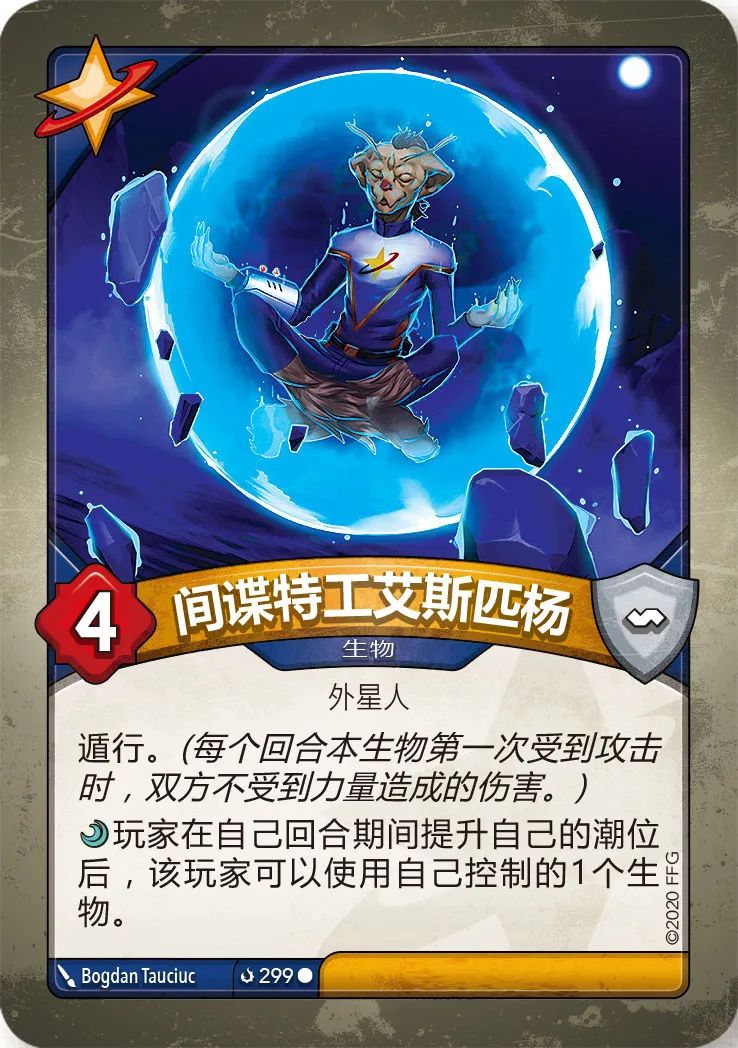 4
间谍特工艾斯匹杨
生物
外星人
遁行。(每个回合本生物第一次受到攻击
时，双方不受到力量造成的伤害。)
玩家在自己回合期间提升自己的潮位
后，该玩家可以使用自己控制的1个生
物。
©2020 FFG
Bogdan Tauciuc
299